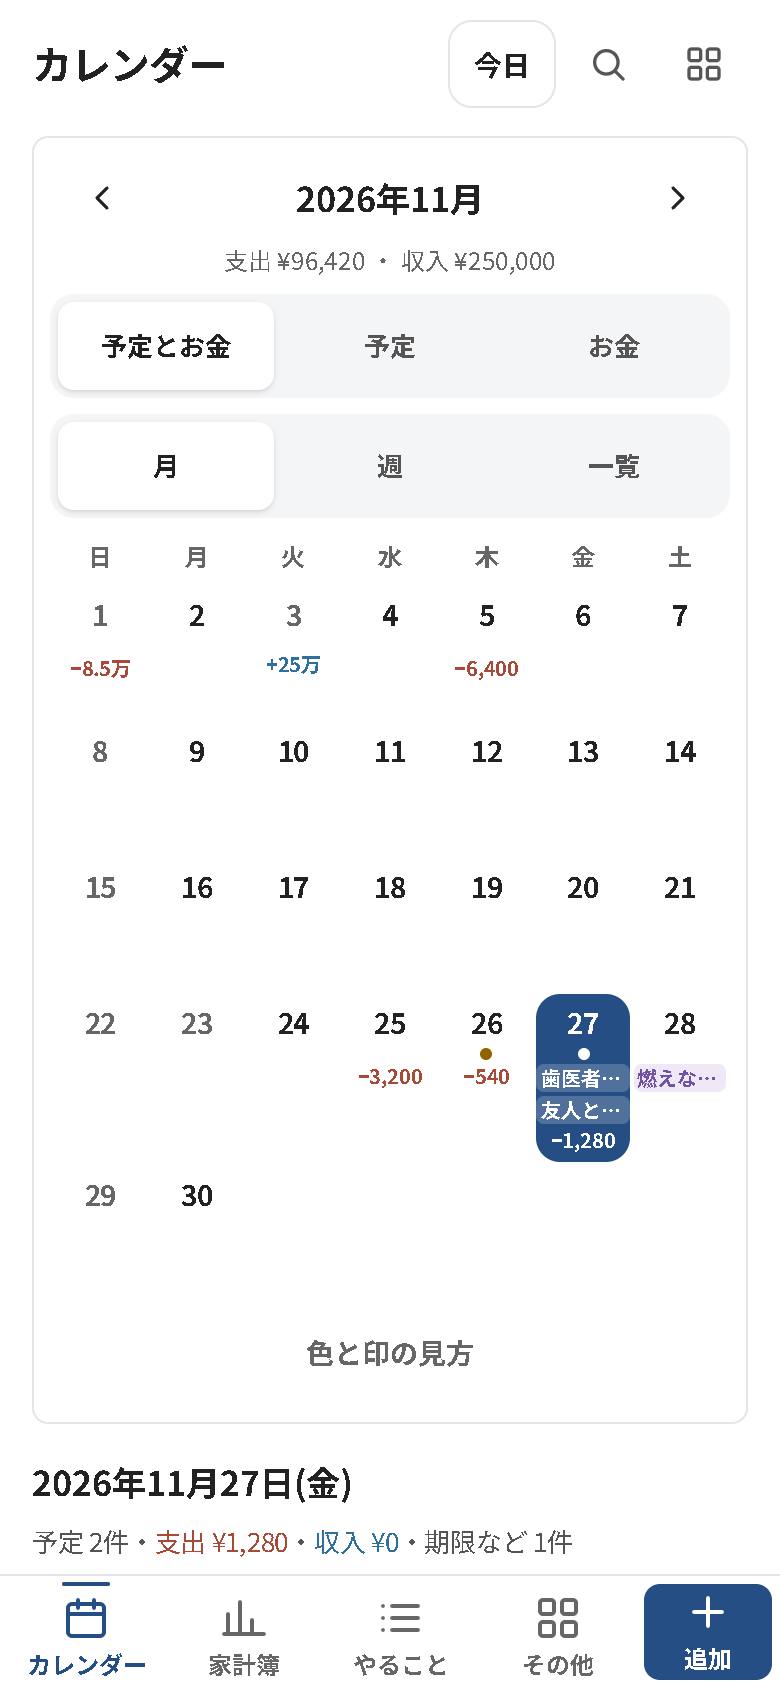 カレンダー 今日
2026年11月
支出 ¥96,420 ・ 収入 ¥250,000
予定とお金 予定 お金
月 週 一覧
日 月 火 水 木 金 土
1 2 3 4 5 6 7
−8.5万 +25万 −6,400
8 9 10 11 12 13 14
15 16 17 18 19 20 21
22 23 24 25 26 27 28
−3,200 −540 歯医者… 燃えな…
友人と…
−1,280
29 30
色と印の見方
2026年11月27日(金)
予定 2件・支出 ¥1,280・収入 ¥0・期限など 1件
カレンダー 家計簿 やること その他 追加